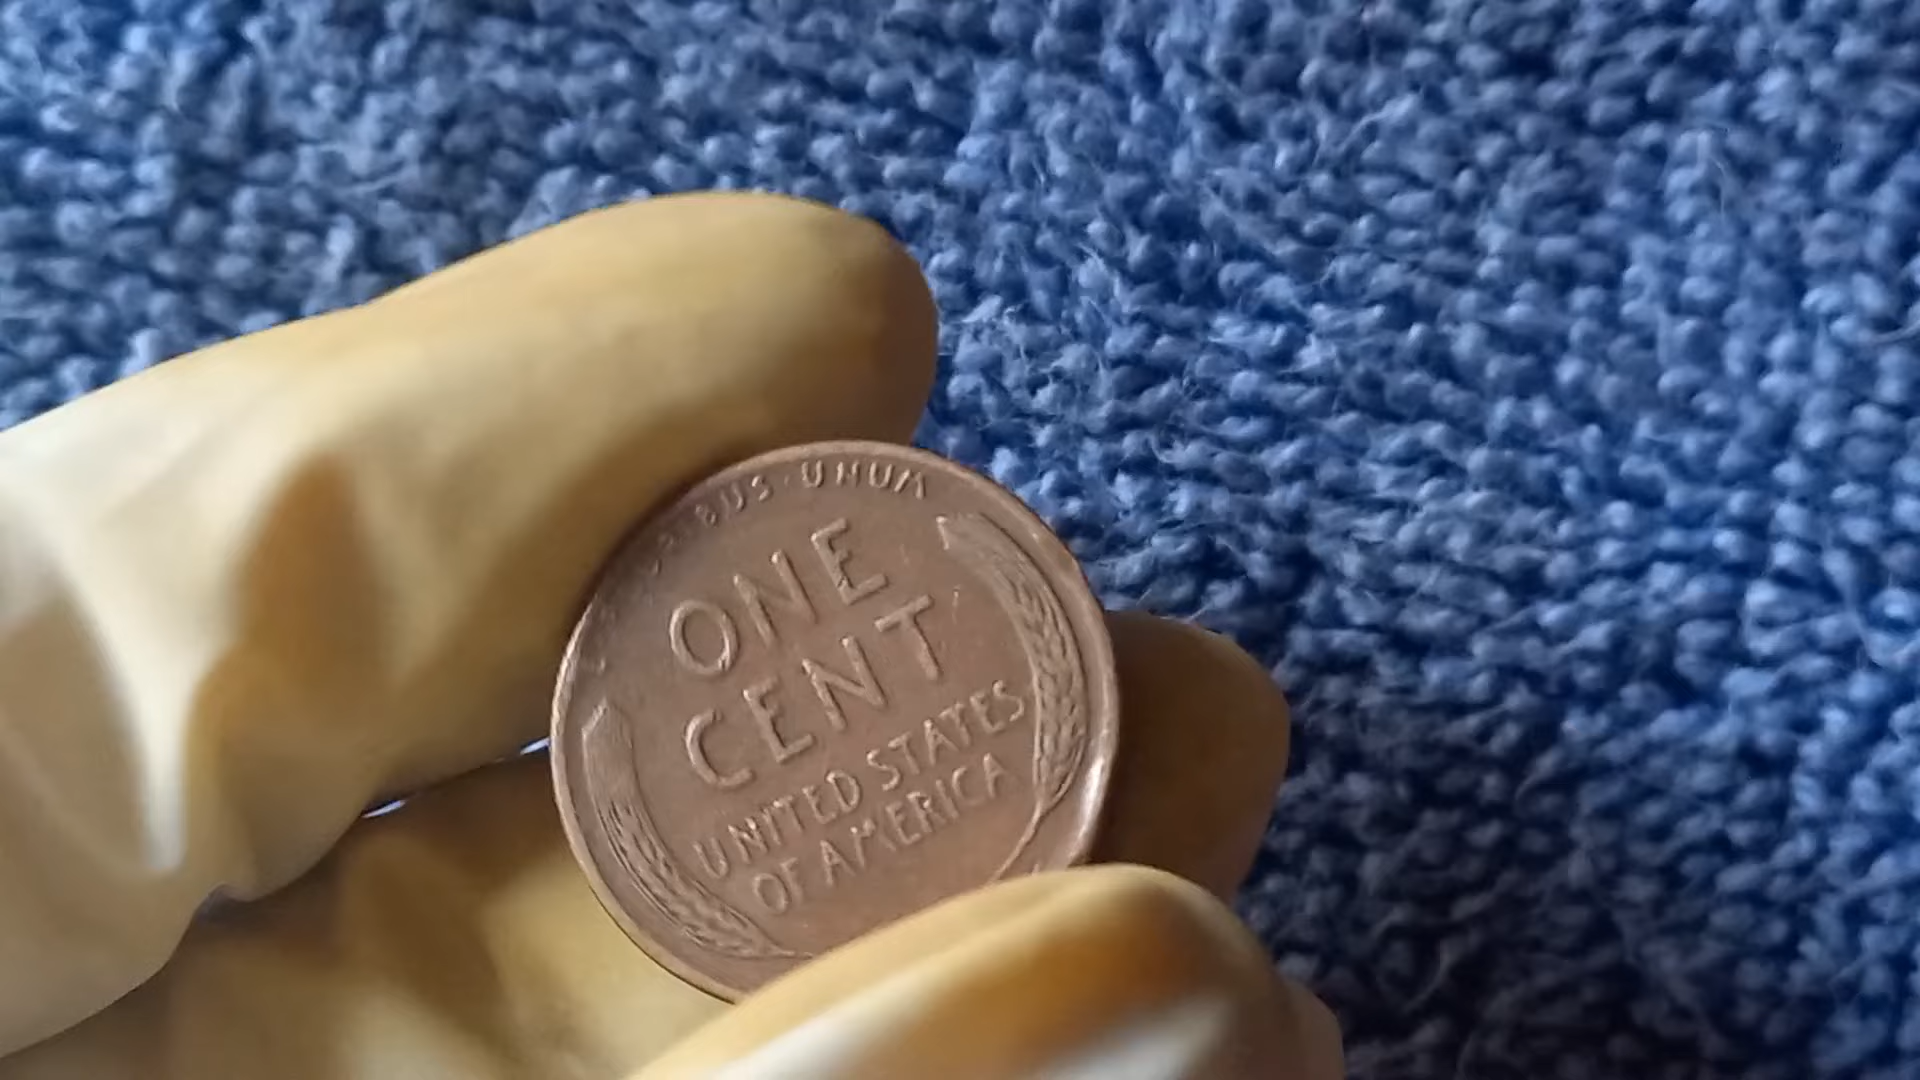 BUS · UNUM
ONE
CENT
UNITED STATES
OF AMERICA